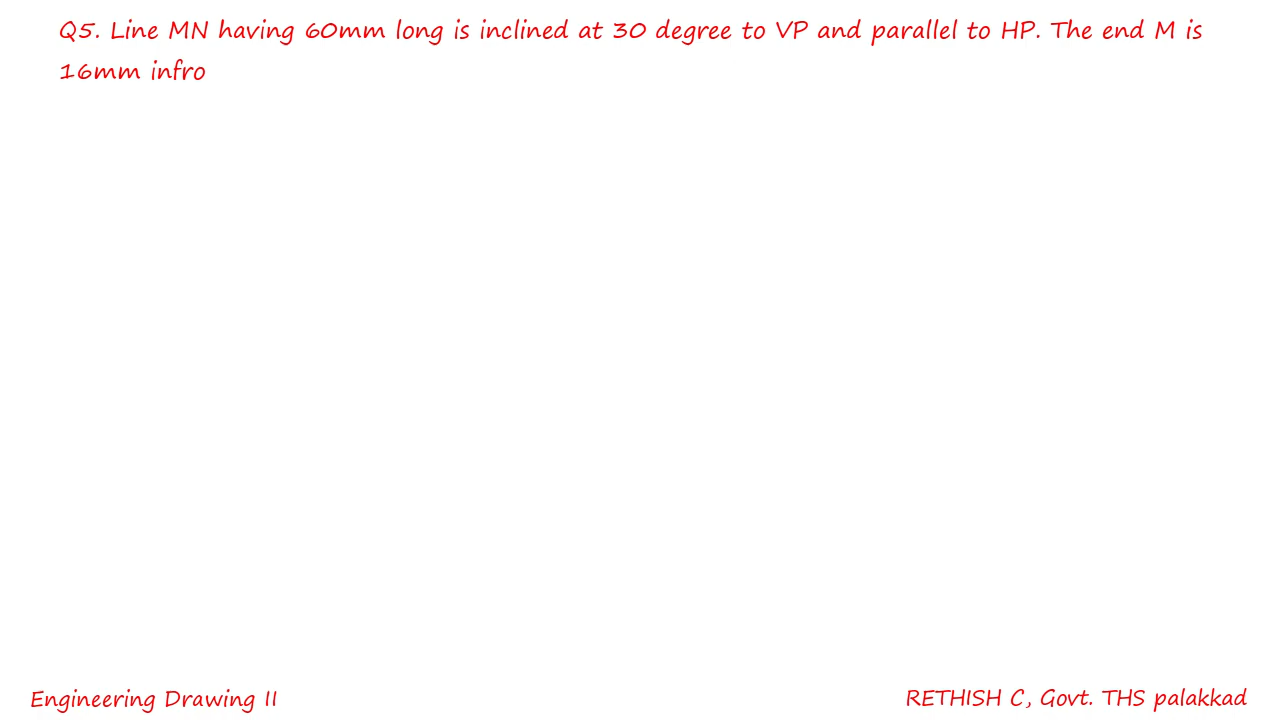 Q5. Line MN having 60mm long is inclined at 30 degree to VP and parallel to HP. The end M is
16mm infro
Engineering Drawing II
RETHISH C, Govt. THS palakkad